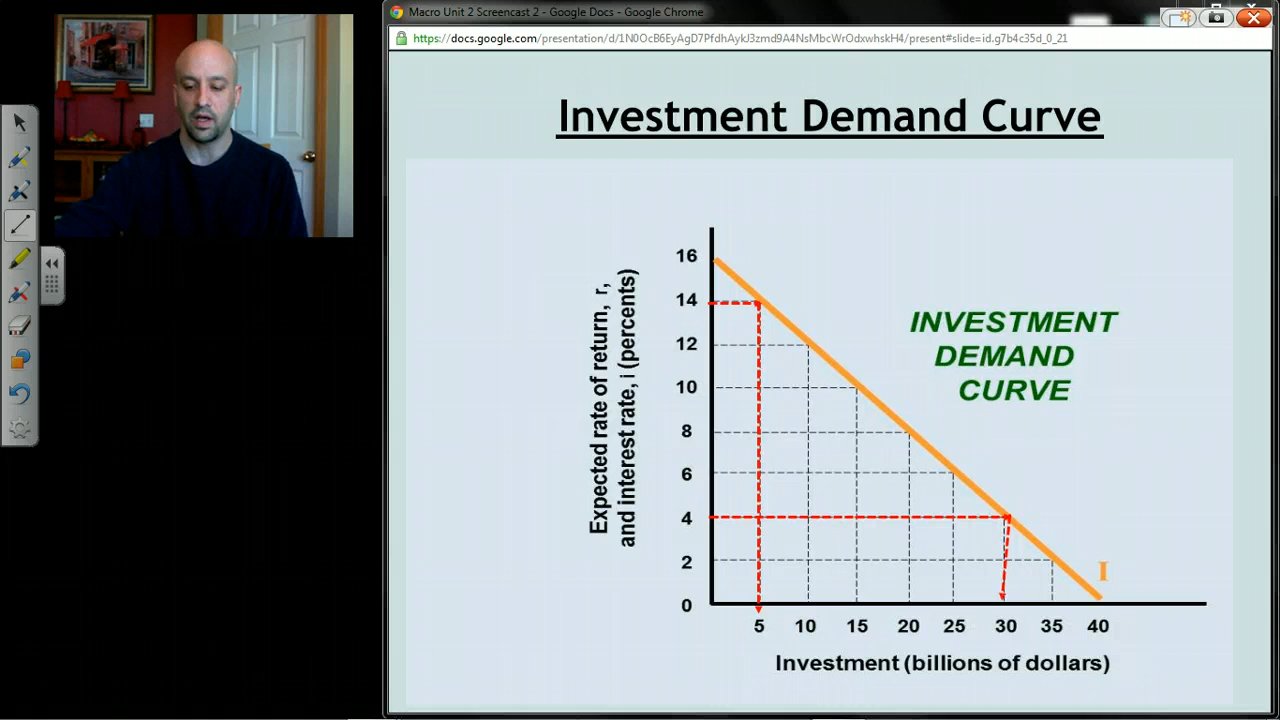 Macro Unit 2 Screencast 2 - Google Docs - Google Chrome
https://docs.google.com/presentation/d/1N0OcB6EyAgD7PfdhAykJ3zmd9A4NsMbcWrOdxwhskH4/present#slide=id.g7b4c35d_0_21
Investment Demand Curve
Expected rate of return, r,
and interest rate, i (percents)
16
14
12
10
8
6
4
2
0
INVESTMENT
DEMAND
CURVE
I
5 10 15 20 25 30 35 40
Investment (billions of dollars)